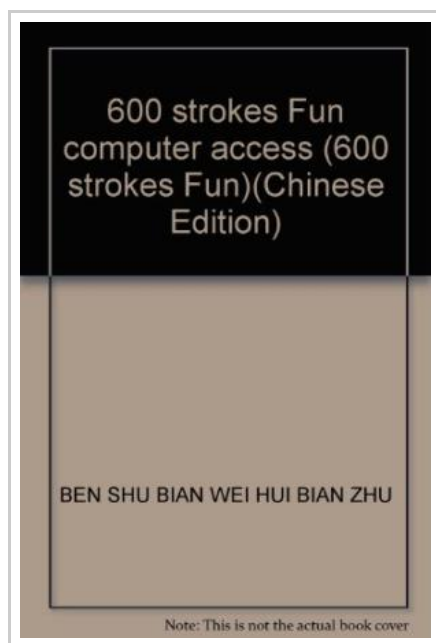 600 strokes Fun
computer access (600
strokes Fun)(Chinese
Edition)
BEN SHU BIAN WEI HUI BIAN ZHU
Note: This is not the actual book cover